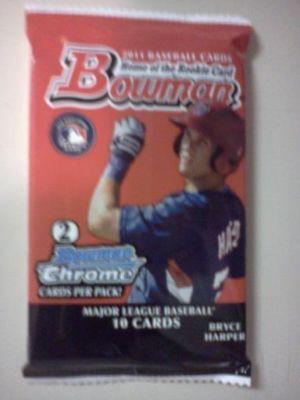 2011 BASEBALL CARDS
Home of the Rookie Card
Bowman
2
Bowman
Chrome
CARDS PER PACK!
MAJOR LEAGUE BASEBALL
10 CARDS
BRYCE
HARPER